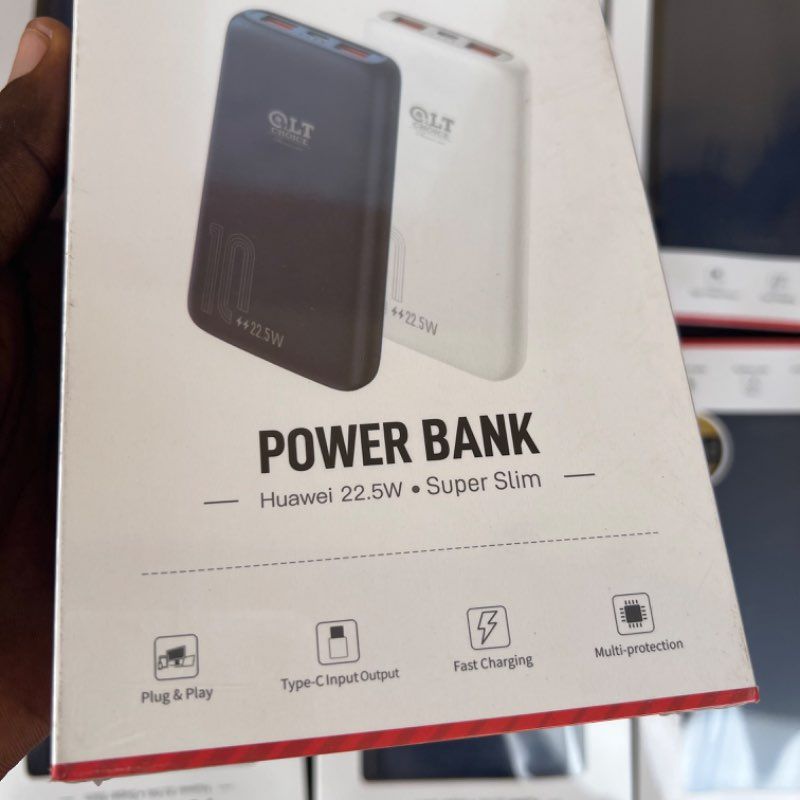 @LT
CHOICE
@LT
CHOICE
10
22.5W
22.5W
POWER BANK
Huawei 22.5W • Super Slim
Plug & Play
Type-C Input Output
Fast Charging
Multi-protection